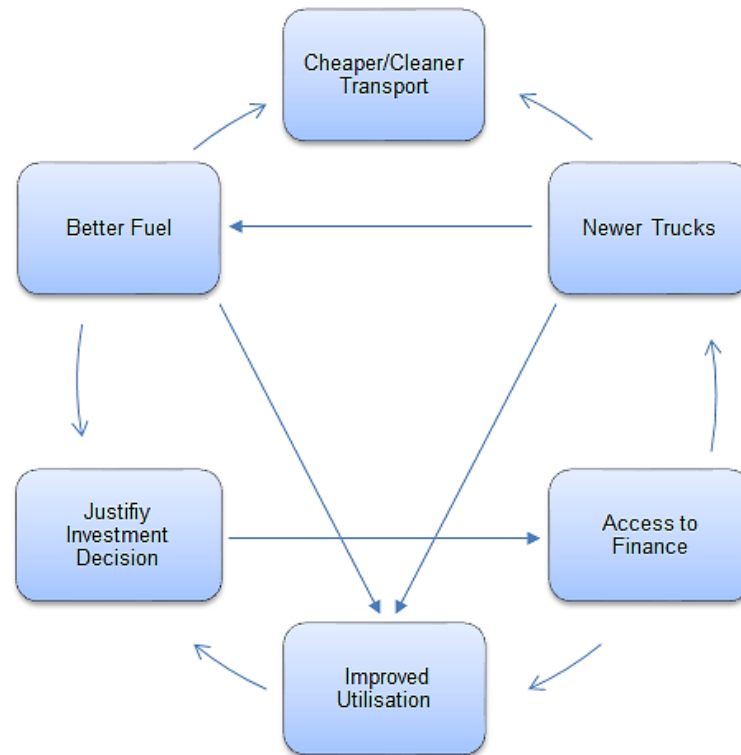 Cheaper/Cleaner
Transport
Better Fuel
Newer Trucks
Justifiy
Investment
Decision
Access to
Finance
Improved
Utilisation